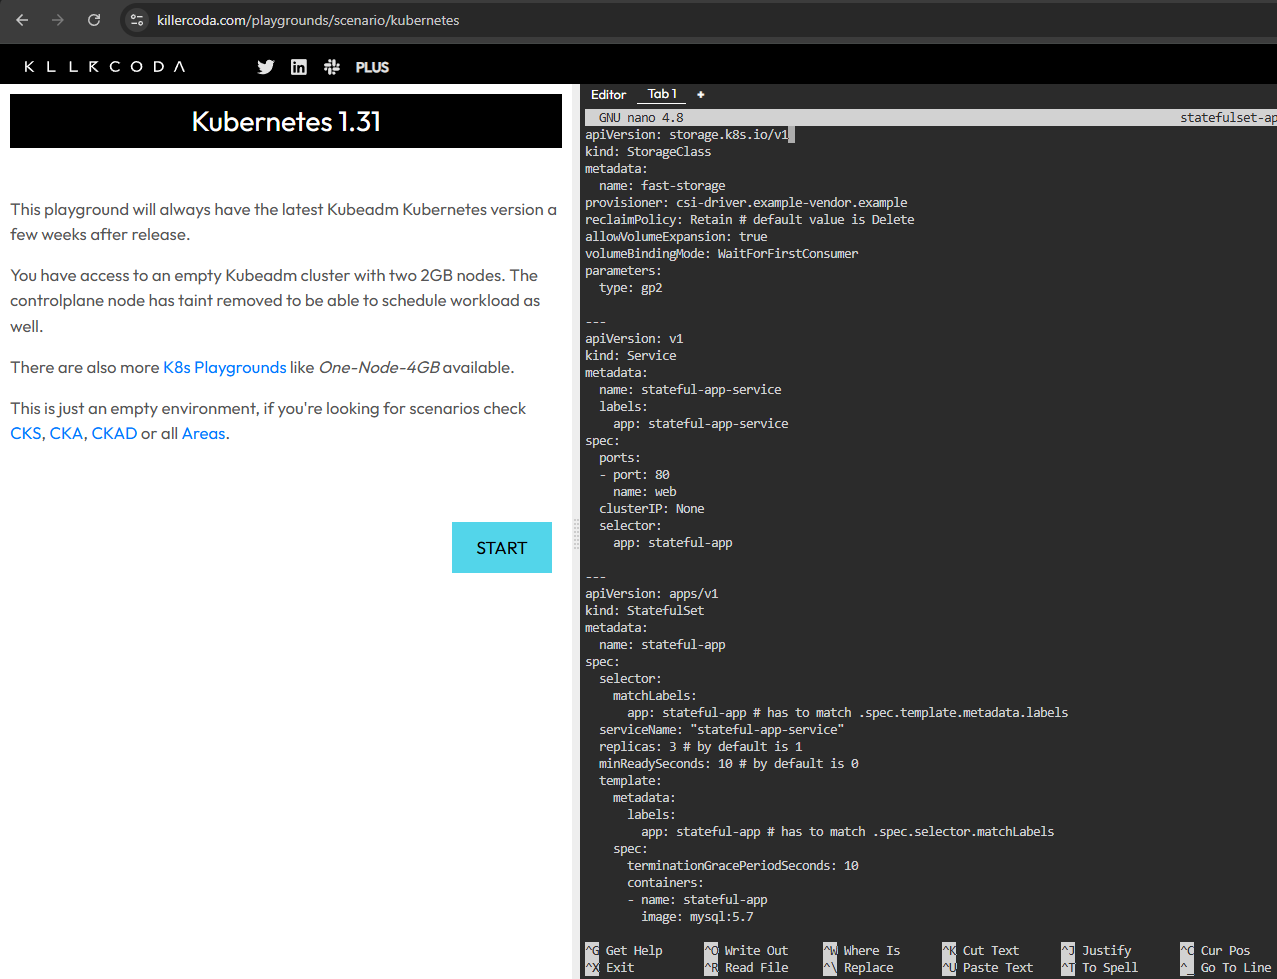 killercoda.com/playgrounds/scenario/kubernetes
KLLRCODA
PLUS
Kubernetes 1.31
This playground will always have the latest Kubeadm Kubernetes version a
few weeks after release.
You have access to an empty Kubeadm cluster with two 2GB nodes. The
controlplane node has taint removed to be able to schedule workload as
well.
There are also more K8s Playgrounds like One-Node-4GB available.
This is just an empty environment, if you're looking for scenarios check
CKS, CKA, CKAD or all Areas.
START
Editor Tab 1 +
GNU nano 4.8 statefulset-ap
apiVersion: storage.k8s.io/v1
kind: StorageClass
metadata:
  name: fast-storage
provisioner: csi-driver.example-vendor.example
reclaimPolicy: Retain # default value is Delete
allowVolumeExpansion: true
volumeBindingMode: WaitForFirstConsumer
parameters:
  type: gp2
---
apiVersion: v1
kind: Service
metadata:
  name: stateful-app-service
  labels:
    app: stateful-app-service
spec:
  ports:
  - port: 80
    name: web
  clusterIP: None
  selector:
    app: stateful-app
---
apiVersion: apps/v1
kind: StatefulSet
metadata:
  name: stateful-app
spec:
  selector:
    matchLabels:
      app: stateful-app # has to match .spec.template.metadata.labels
  serviceName: "stateful-app-service"
  replicas: 3 # by default is 1
  minReadySeconds: 10 # by default is 0
  template:
    metadata:
      labels:
        app: stateful-app # has to match .spec.selector.matchLabels
    spec:
      terminationGracePeriodSeconds: 10
      containers:
      - name: stateful-app
        image: mysql:5.7
^G Get Help ^O Write Out ^W Where Is ^K Cut Text ^J Justify ^C Cur Pos
^X Exit ^R Read File ^\ Replace ^U Paste Text ^T To Spell ^_ Go To Line